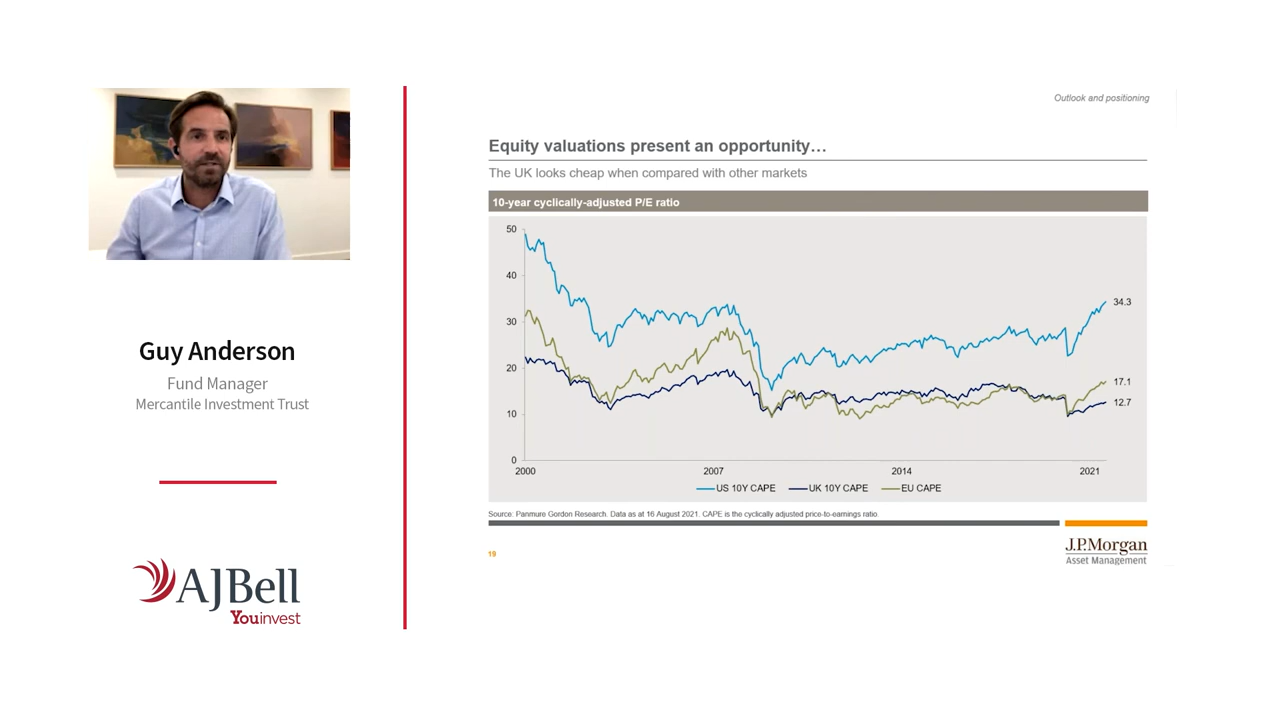 Outlook and positioning
Equity valuations present an opportunity…
The UK looks cheap when compared with other markets
10-year cyclically-adjusted P/E ratio
50
40
30
20
10
0
34.3
17.1
12.7
2000
2007
2014
2021
US 10Y CAPE
UK 10Y CAPE
EU CAPE
Source: Panmure Gordon Research. Data as at 16 August 2021. CAPE is the cyclically adjusted price-to-earnings ratio.
19
J.P.Morgan
Asset Management
Guy Anderson
Fund Manager
Mercantile Investment Trust
AJBell
Youinvest